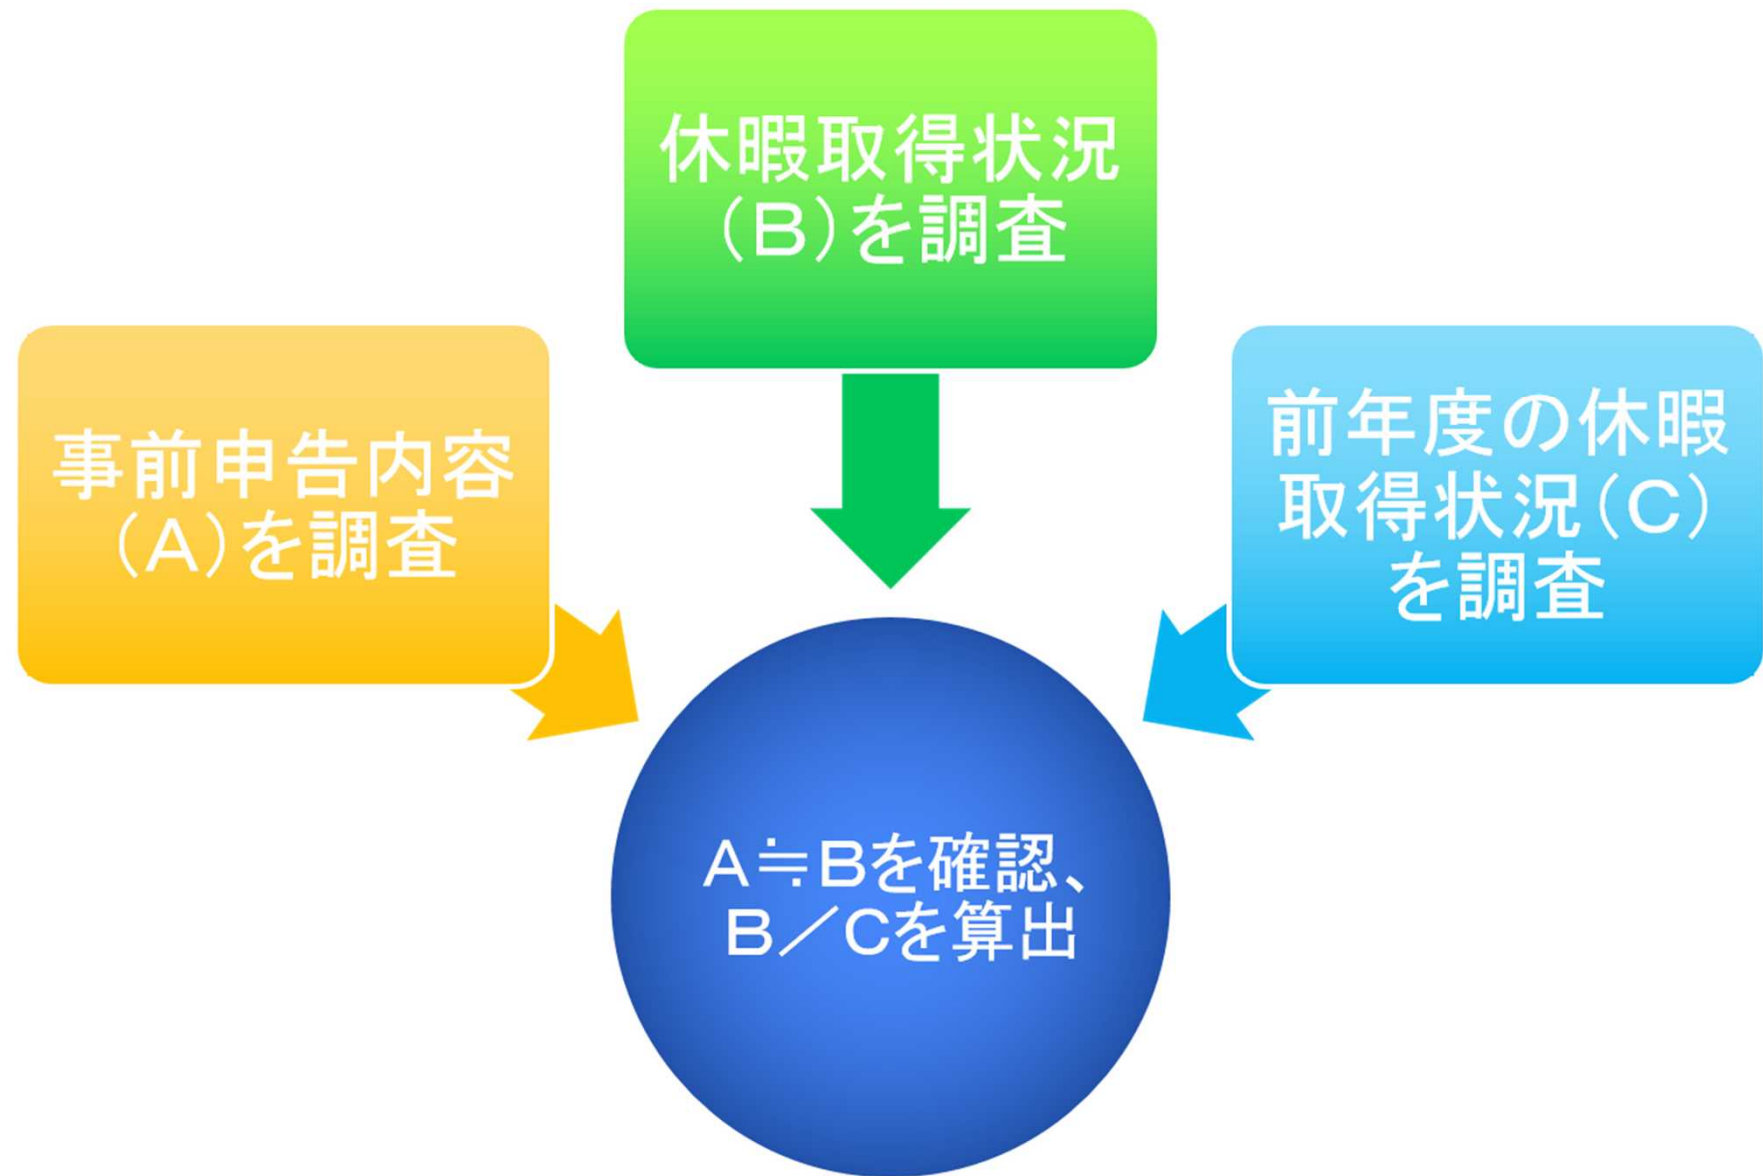 休暇取得状況
（B）を調査
事前申告内容
（A）を調査
前年度の休暇
取得状況（C）
を調査
A≒Bを確認、
B／Cを算出